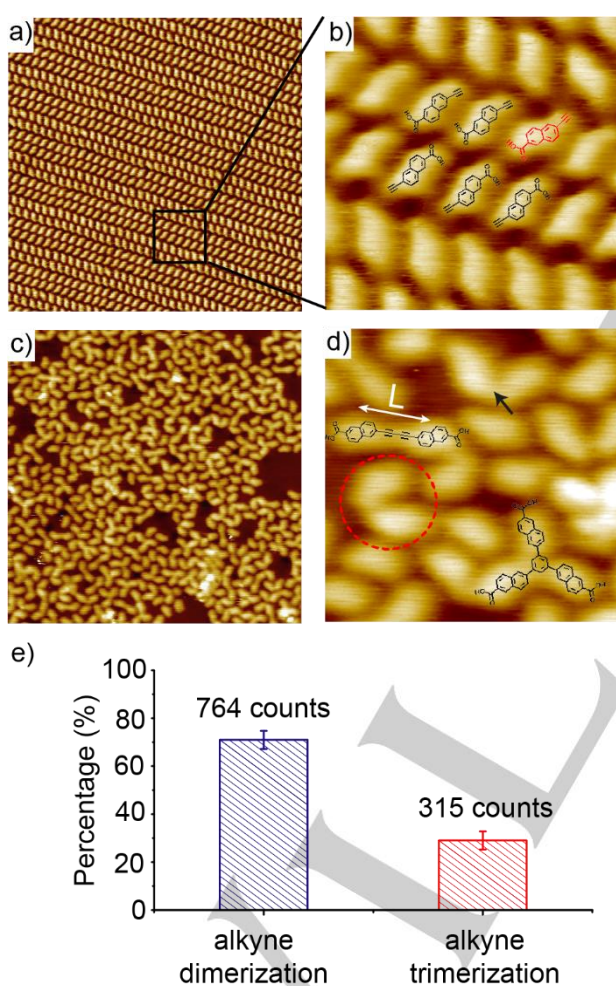 a)
b)
c)
d)
L
e)
Percentage (%)
100
80
60
40
20
0
764 counts
315 counts
alkyne
dimerization
alkyne
trimerization